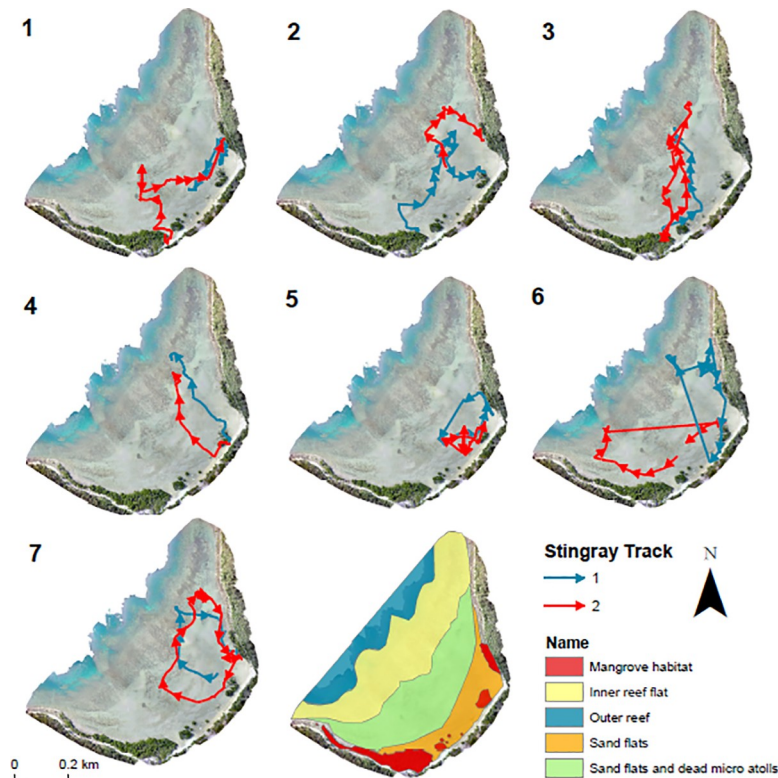 1
2
3
4
5
6
7
Stingray Track
1
2
N
Name
Mangrove habitat
Inner reef flat
Outer reef
Sand flats
Sand flats and dead micro atolls
0 0.2 km